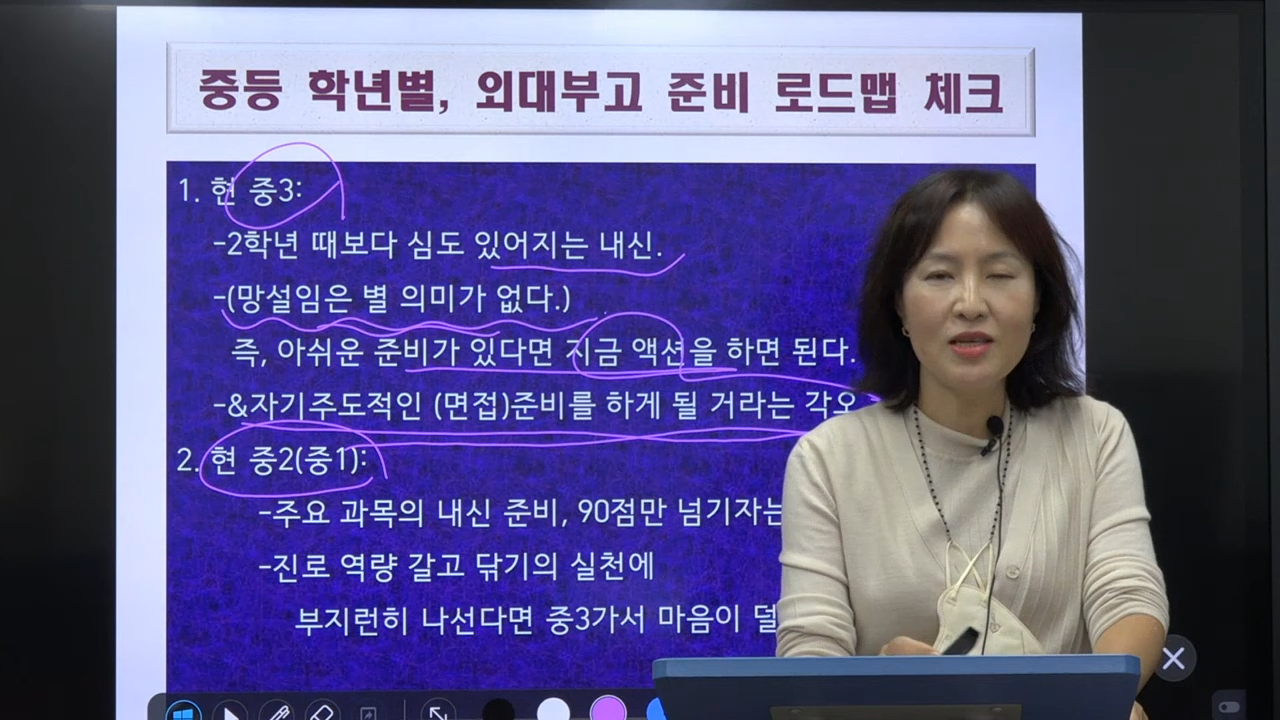 중등 학년별, 외대부고 준비 로드맵 체크
1. 현 중3:
-2학년 때보다 심도 있어지는 내신.
-(망설임은 별 의미가 없다.)
즉, 아쉬운 준비가 있다면 지금 액션을 하면 된다.
-&자기주도적인 (면접)준비를 하게 될 거라는 각오
2. 현 중2(중1):
-주요 과목의 내신 준비, 90점만 넘기자는
-진로 역량 갈고 닦기의 실천에
부지런히 나선다면 중3가서 마음이 덜